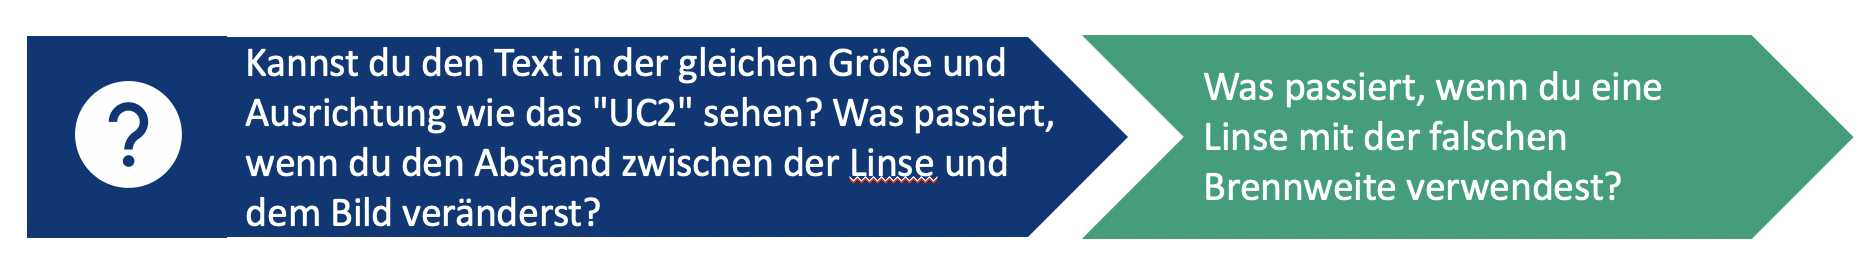 Kannst du den Text in der gleichen Größe und
Ausrichtung wie das "UC2" sehen? Was passiert,
wenn du den Abstand zwischen der Linse und
dem Bild veränderst?
Was passiert, wenn du eine
Linse mit der falschen
Brennweite verwendest?